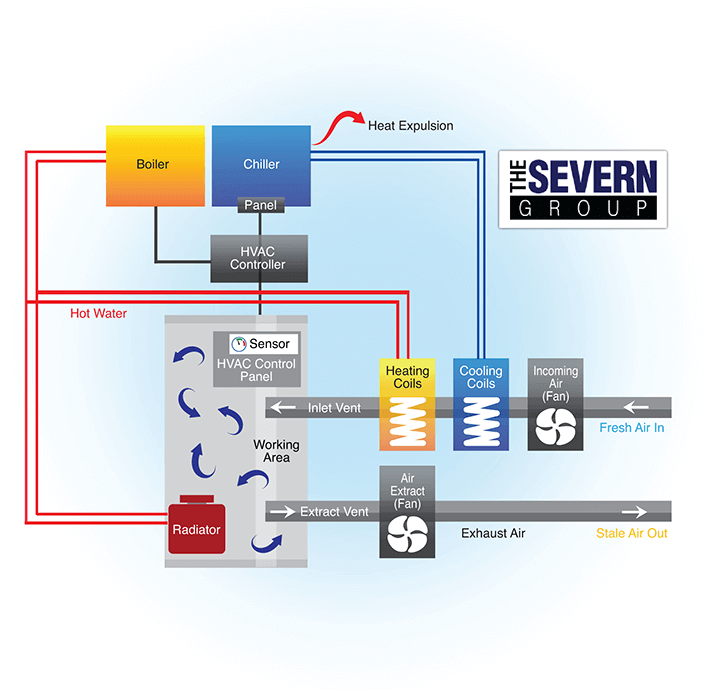 Heat Expulsion
Boiler
Chiller
Panel
THE
SEVERN
GROUP
HVAC
Controller
Hot Water
Sensor
HVAC Control
Panel
Heating
Coils
Cooling
Coils
Incoming
Air
(Fan)
Inlet Vent
Fresh Air In
Working
Area
Air
Extract
(Fan)
Extract Vent
Radiator
Exhaust Air
Stale Air Out